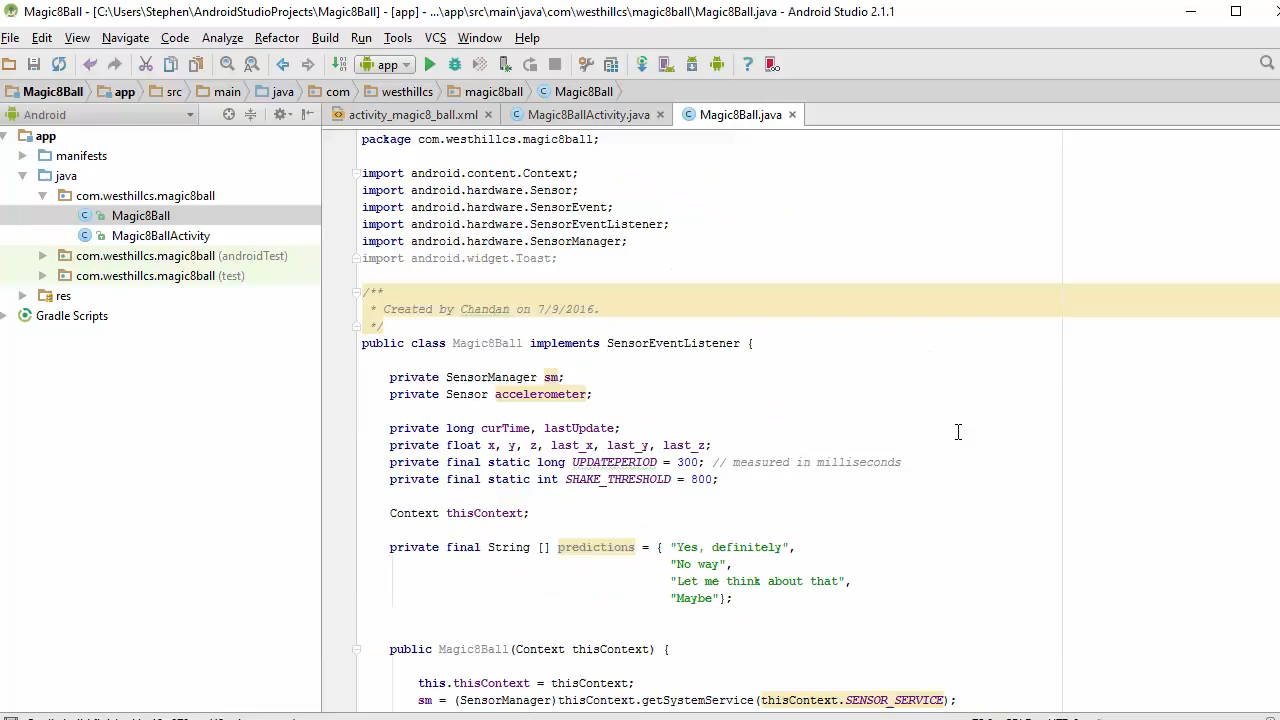 Magic8Ball - [C:\Users\Stephen\AndroidStudioProjects\Magic8Ball] - [app] - ...\app\src\main\java\com\westhillcs\magic8ball\Magic8Ball.java - Android Studio 2.1.1
File Edit View Navigate Code Analyze Refactor Build Run Tools VCS Window Help
app
Magic8Ball app src main java com westhillcs magic8ball Magic8Ball
Android
activity_magic8_ball.xml Magic8BallActivity.java Magic8Ball.java
app
manifests
java
com.westhillcs.magic8ball
Magic8Ball
Magic8BallActivity
com.westhillcs.magic8ball (androidTest)
com.westhillcs.magic8ball (test)
res
Gradle Scripts
package com.westhillcs.magic8ball;
import android.content.Context;
import android.hardware.Sensor;
import android.hardware.SensorEvent;
import android.hardware.SensorEventListener;
import android.hardware.SensorManager;
import android.widget.Toast;
/**
* Created by Chandan on 7/9/2016.
*/
public class Magic8Ball implements SensorEventListener {
private SensorManager sm;
private Sensor accelerometer;
private long curTime, lastUpdate;
private float x, y, z, last_x, last_y, last_z;
private final static long UPDATEPERIOD = 300; // measured in milliseconds
private final static int SHAKE_THRESHOLD = 800;
Context thisContext;
private final String [] predictions = { "Yes, definitely",
"No way",
"Let me think about that",
"Maybe"};
public Magic8Ball(Context thisContext) {
this.thisContext = thisContext;
sm = (SensorManager)thisContext.getSystemService(thisContext.SENSOR_SERVICE);